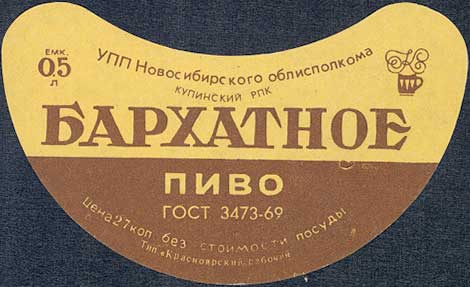 ЕМК.
0,5
Л
УПП Новосибирского облисполкома
КУПИНСКИЙ РПК
БАРХАТНОЕ
ПИВО
ГОСТ 3473-69
Цена 27 коп без стоимости посуды
Тип «Красноярский рабочий»